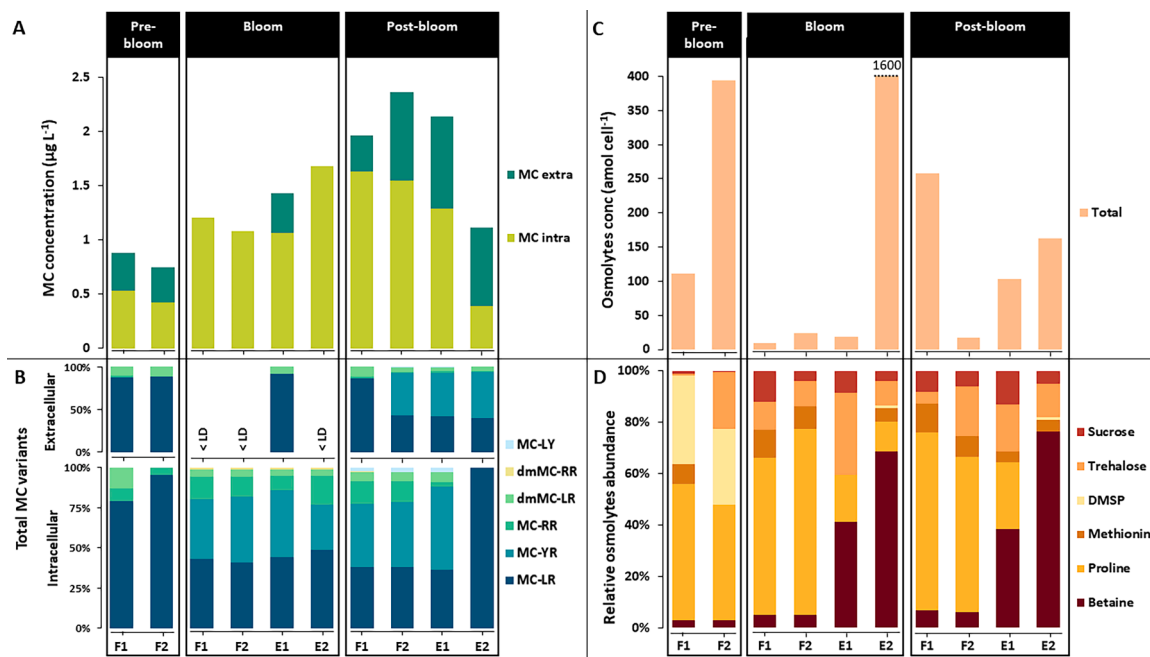 A
Pre-
bloom
Bloom
Post-bloom
MC concentration (µg L⁻¹)
2.5
2
1.5
1
0.5
0
MC extra
MC intra
B
Total MC variants
Extracellular
100%
50%
0%
< LD
< LD
< LD
Intracellular
100%
75%
50%
25%
0%
F1 F2 F1 F2 E1 E2 F1 F2 E1 E2
MC-LY
dmMC-RR
dmMC-LR
MC-RR
MC-YR
MC-LR
C
Pre-
bloom
Bloom
Post-bloom
1600
Osmolytes conc (amol cell⁻¹)
400
350
300
250
200
150
100
50
0
Total
D
Relative osmolytes abundance
100%
80%
60%
40%
20%
0%
F1 F2 F1 F2 E1 E2 F1 F2 E1 E2
Sucrose
Trehalose
DMSP
Methionin
Proline
Betaine